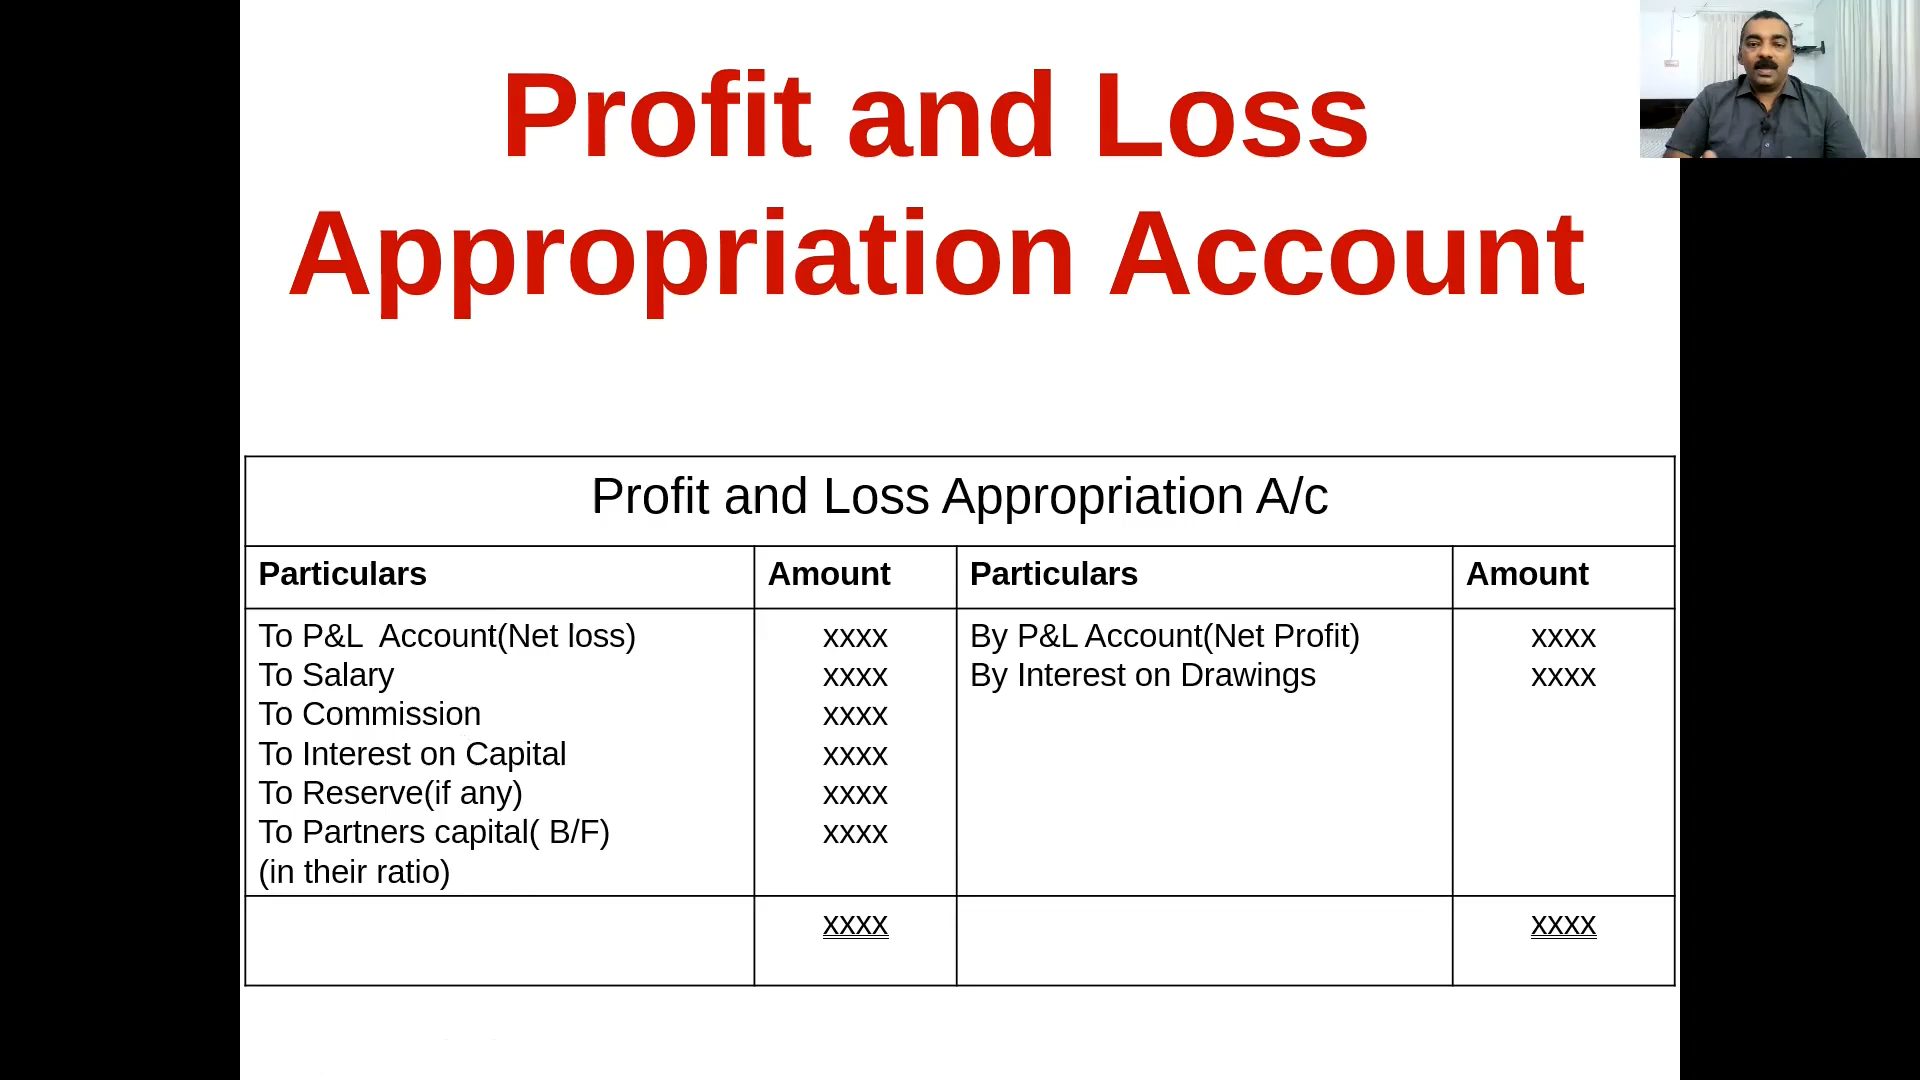 Profit and Loss
Appropriation Account
Profit and Loss Appropriation A/c
Particulars Amount Particulars Amount
To P&L  Account(Net loss) xxxx By P&L Account(Net Profit) xxxx
To Salary xxxx By Interest on Drawings xxxx
To Commission xxxx
To Interest on Capital xxxx
To Reserve(if any) xxxx
To Partners capital( B/F) xxxx
(in their ratio)
xxxx xxxx